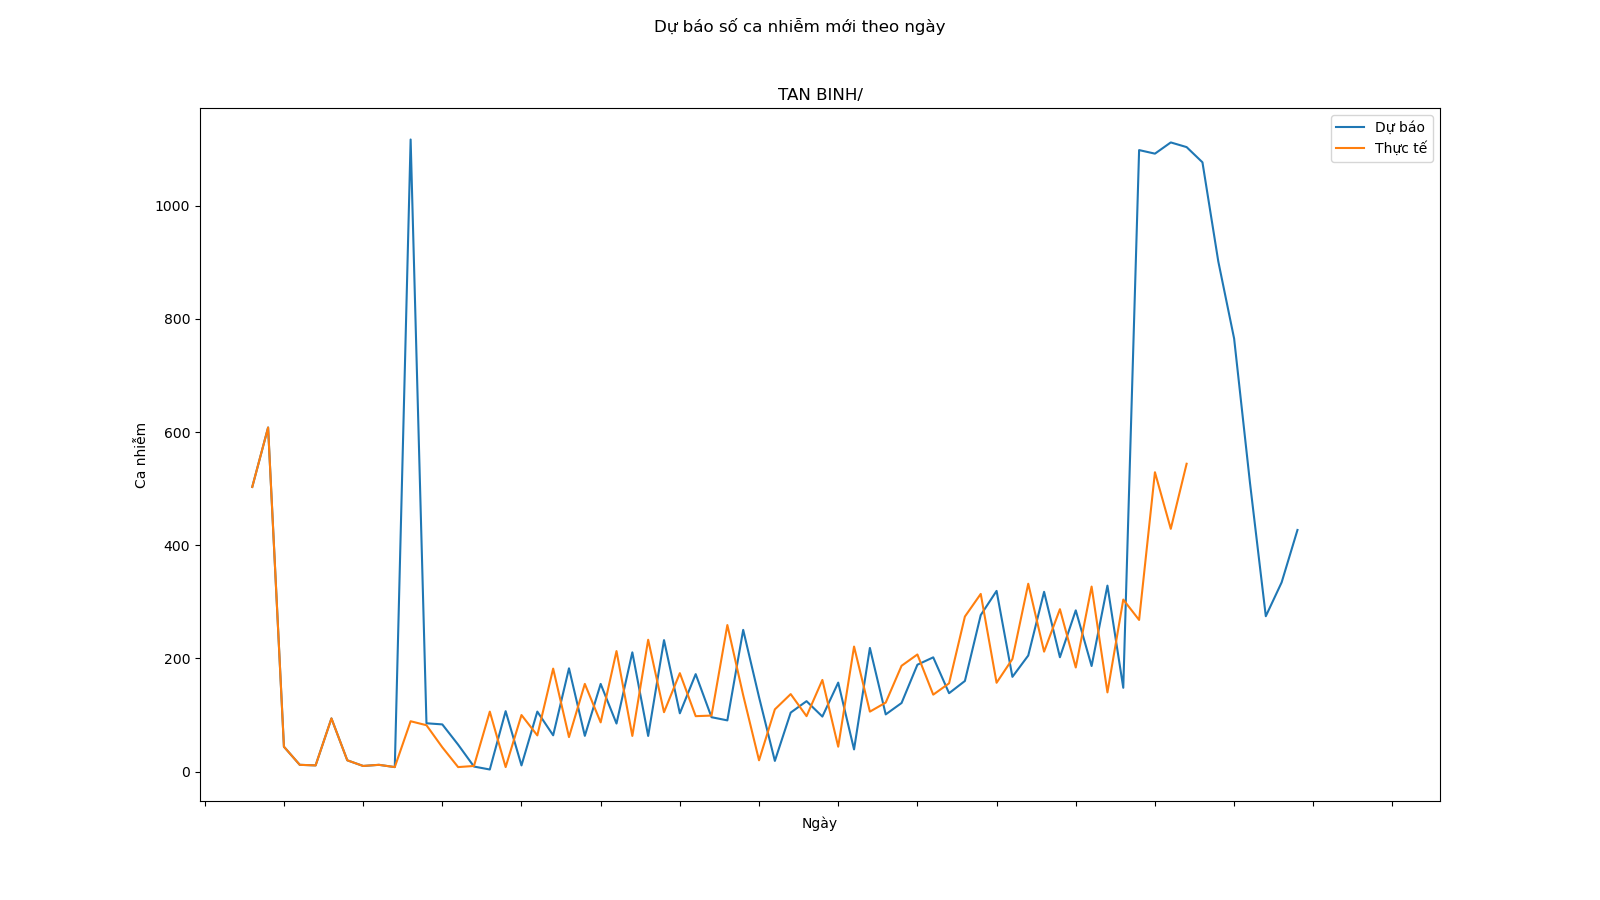 Dự báo số ca nhiễm mới theo ngày
TAN BINH/
Dự báo
Thực tế
1000
800
600
400
200
0
Ca nhiễm
Ngày